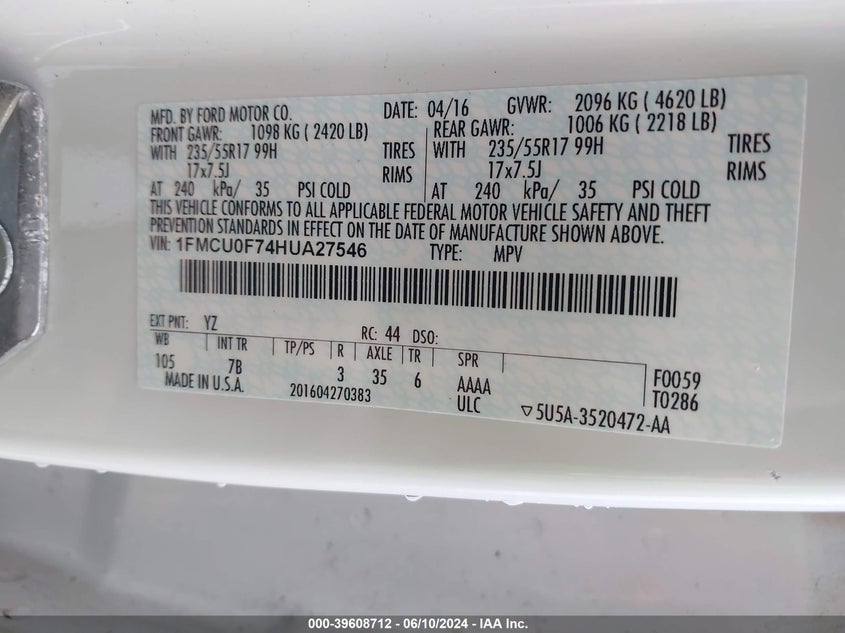 MFD. BY FORD MOTOR CO. DATE: 04/16 GVWR: 2096 KG ( 4620 LB)
FRONT GAWR: 1098 KG ( 2420 LB) REAR GAWR: 1006 KG ( 2218 LB)
WITH 235/55R17 99H TIRES WITH 235/55R17 99H TIRES
17x7.5J RIMS 17x7.5J RIMS
AT 240 kPa/ 35 PSI COLD AT 240 kPa/ 35 PSI COLD
THIS VEHICLE CONFORMS TO ALL APPLICABLE FEDERAL MOTOR VEHICLE SAFETY AND THEFT
PREVENTION STANDARDS IN EFFECT ON THE DATE OF MANUFACTURE SHOWN ABOVE.
VIN: 1FMCU0F74HUA27546 TYPE: MPV
EXT PNT: YZ RC: 44 DSO:
WB INT TR TP/PS R AXLE TR SPR
105 7B 3 35 6 AAAA F0059
MADE IN U.S.A. 201604270383 ULC T0286
▽5U5A-3520472-AA
000-39608712 - 06/10/2024 - IAA Inc.